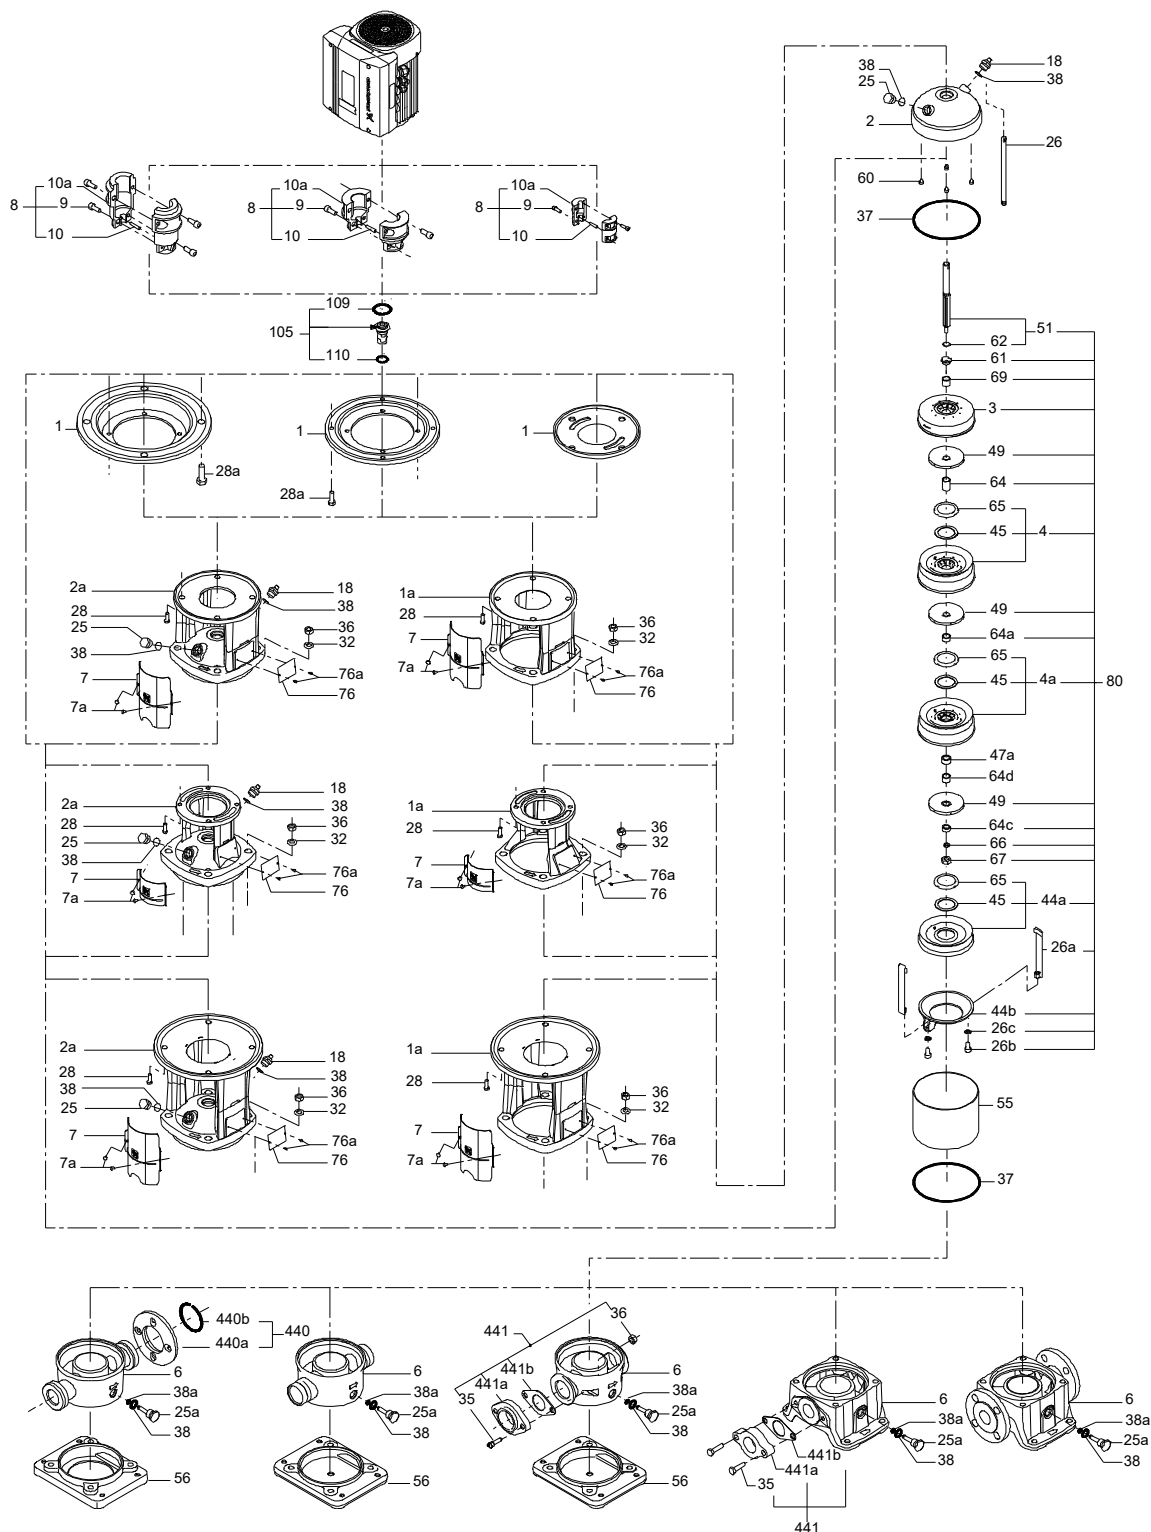 GRUNDFOS X
38
25
2
18
38
26
60
37
10a
8
9
10
10a
8
9
10
10a
8
9
10
109
105
110
51
62
61
69
3
49
64
65
45
4
49
64a
65
45
4a
80
47a
64d
49
64c
66
67
65
45
44a
26a
44b
26c
26b
55
37
1
28a
1
28a
1
2a
28
25
38
7
7a
18
38
36
32
76a
76
1a
28
7
7a
36
32
76a
76
2a
28
25
38
7
7a
18
38
36
32
76a
76
1a
28
7
7a
36
32
76a
76
2a
28
38
25
7
7a
18
38
36
32
76a
76
1a
28
7
7a
36
32
76a
76
440b
440
440a
6
38a
25a
38
56
6
38a
25a
38
56
36
441
441b
441a
35
6
38a
25a
38
56
6
38a
25a
38
441b
441a
35
441
6
38a
25a
38